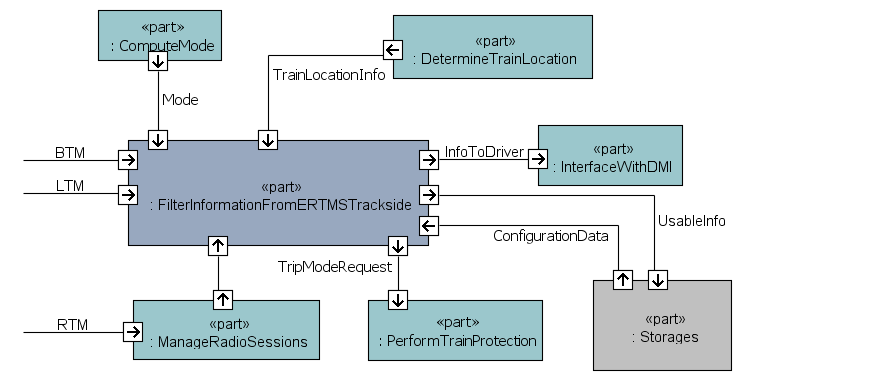 «part»
: ComputeMode
«part»
: DetermineTrainLocation
TrainLocationInfo
Mode
BTM
InfoToDriver
«part»
: InterfaceWithDMI
LTM
«part»
: FilterInformationFromERTMSTrackside
UsableInfo
ConfigurationData
TripModeRequest
RTM
«part»
: ManageRadioSessions
«part»
: PerformTrainProtection
«part»
: Storages